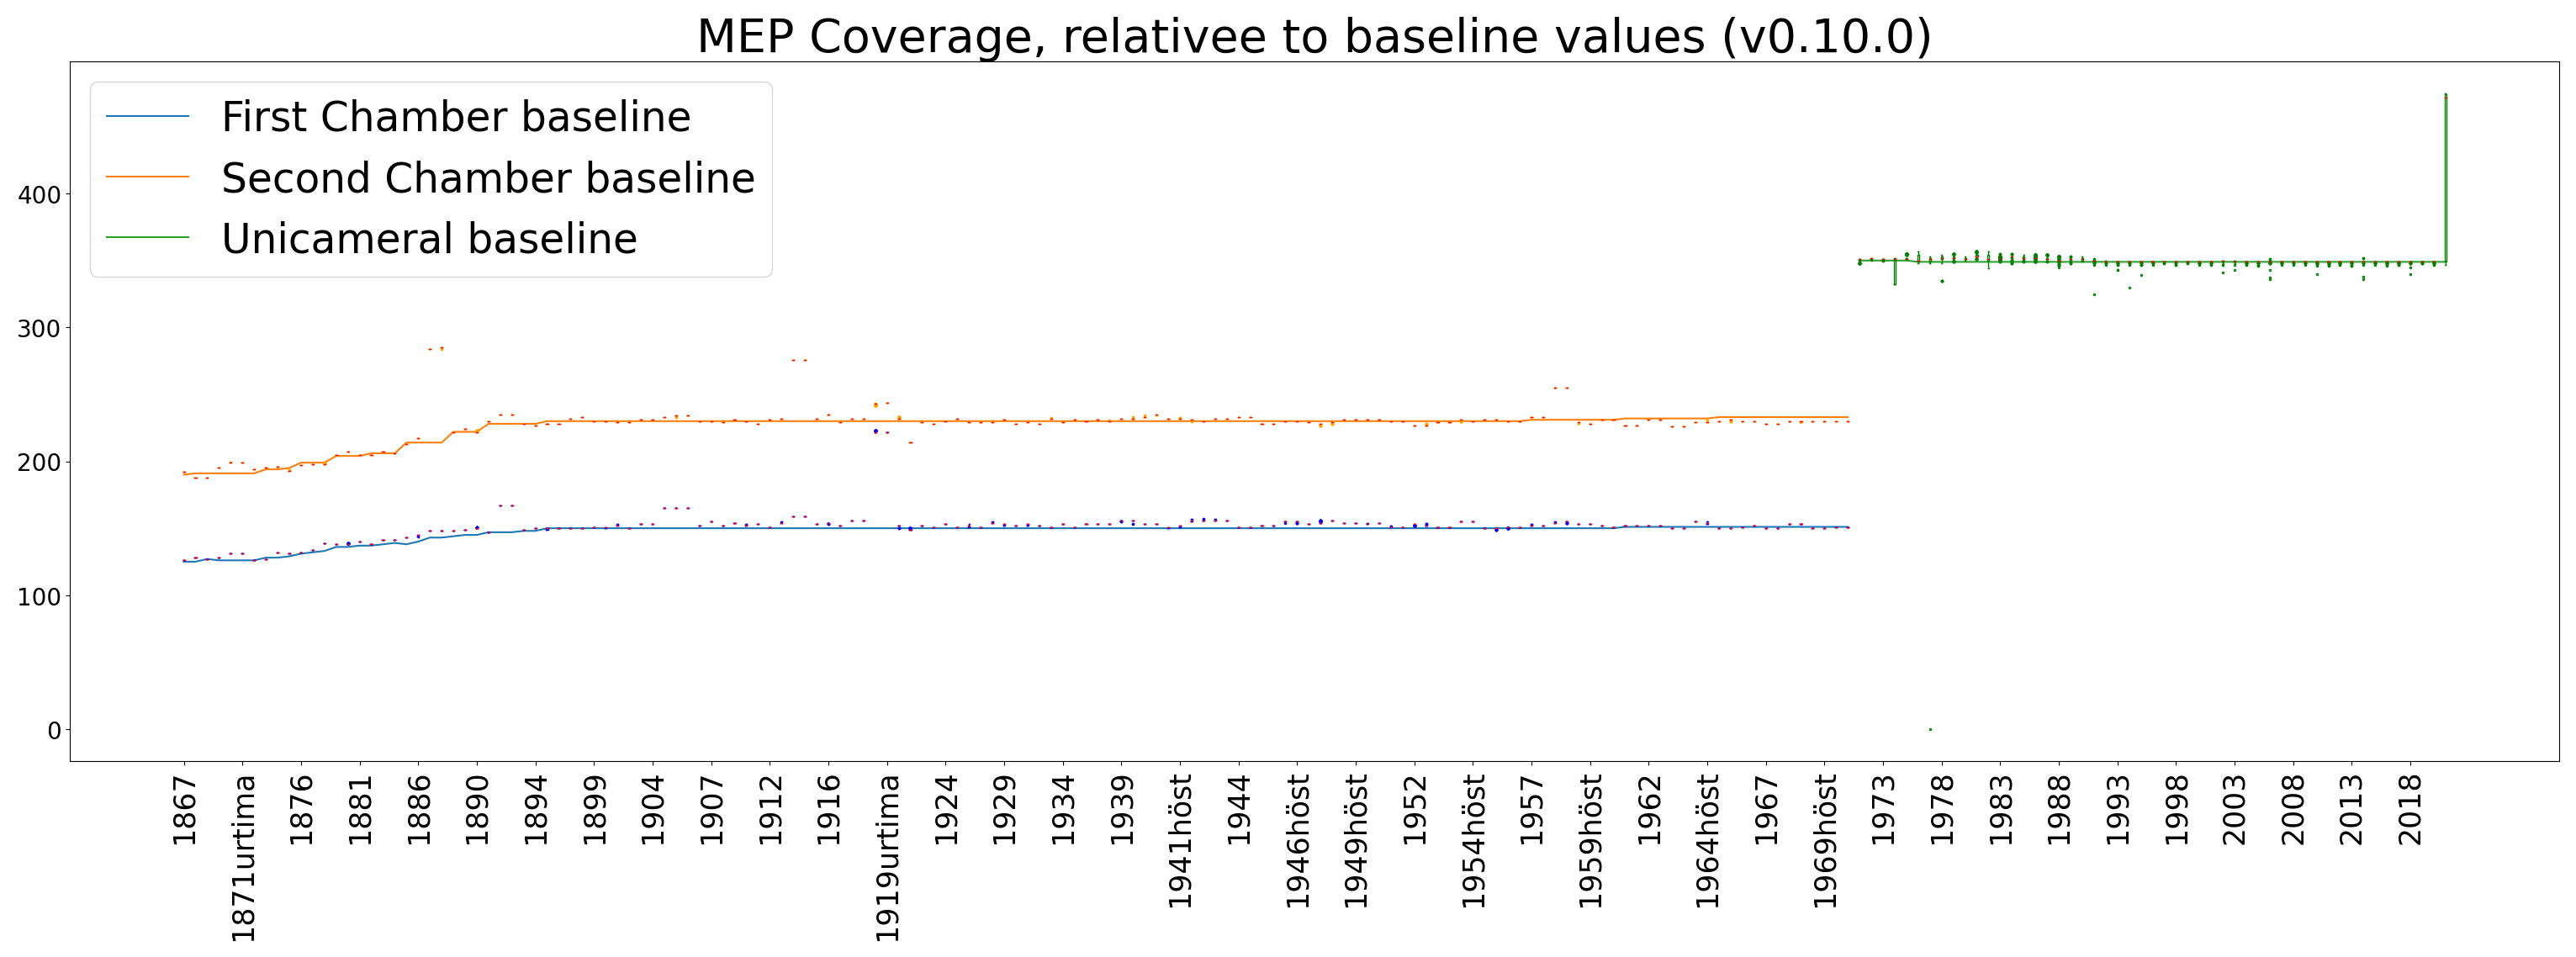 MEP Coverage, relativee to baseline values (v0.10.0)
First Chamber baseline
Second Chamber baseline
Unicameral baseline
400
300
200
100
0
1867
1871urtima
1876
1881
1886
1890
1894
1899
1904
1907
1912
1916
1919urtima
1924
1929
1934
1939
1941höst
1944
1946höst
1949höst
1952
1954höst
1957
1959höst
1962
1964höst
1967
1969höst
1973
1978
1983
1988
1993
1998
2003
2008
2013
2018